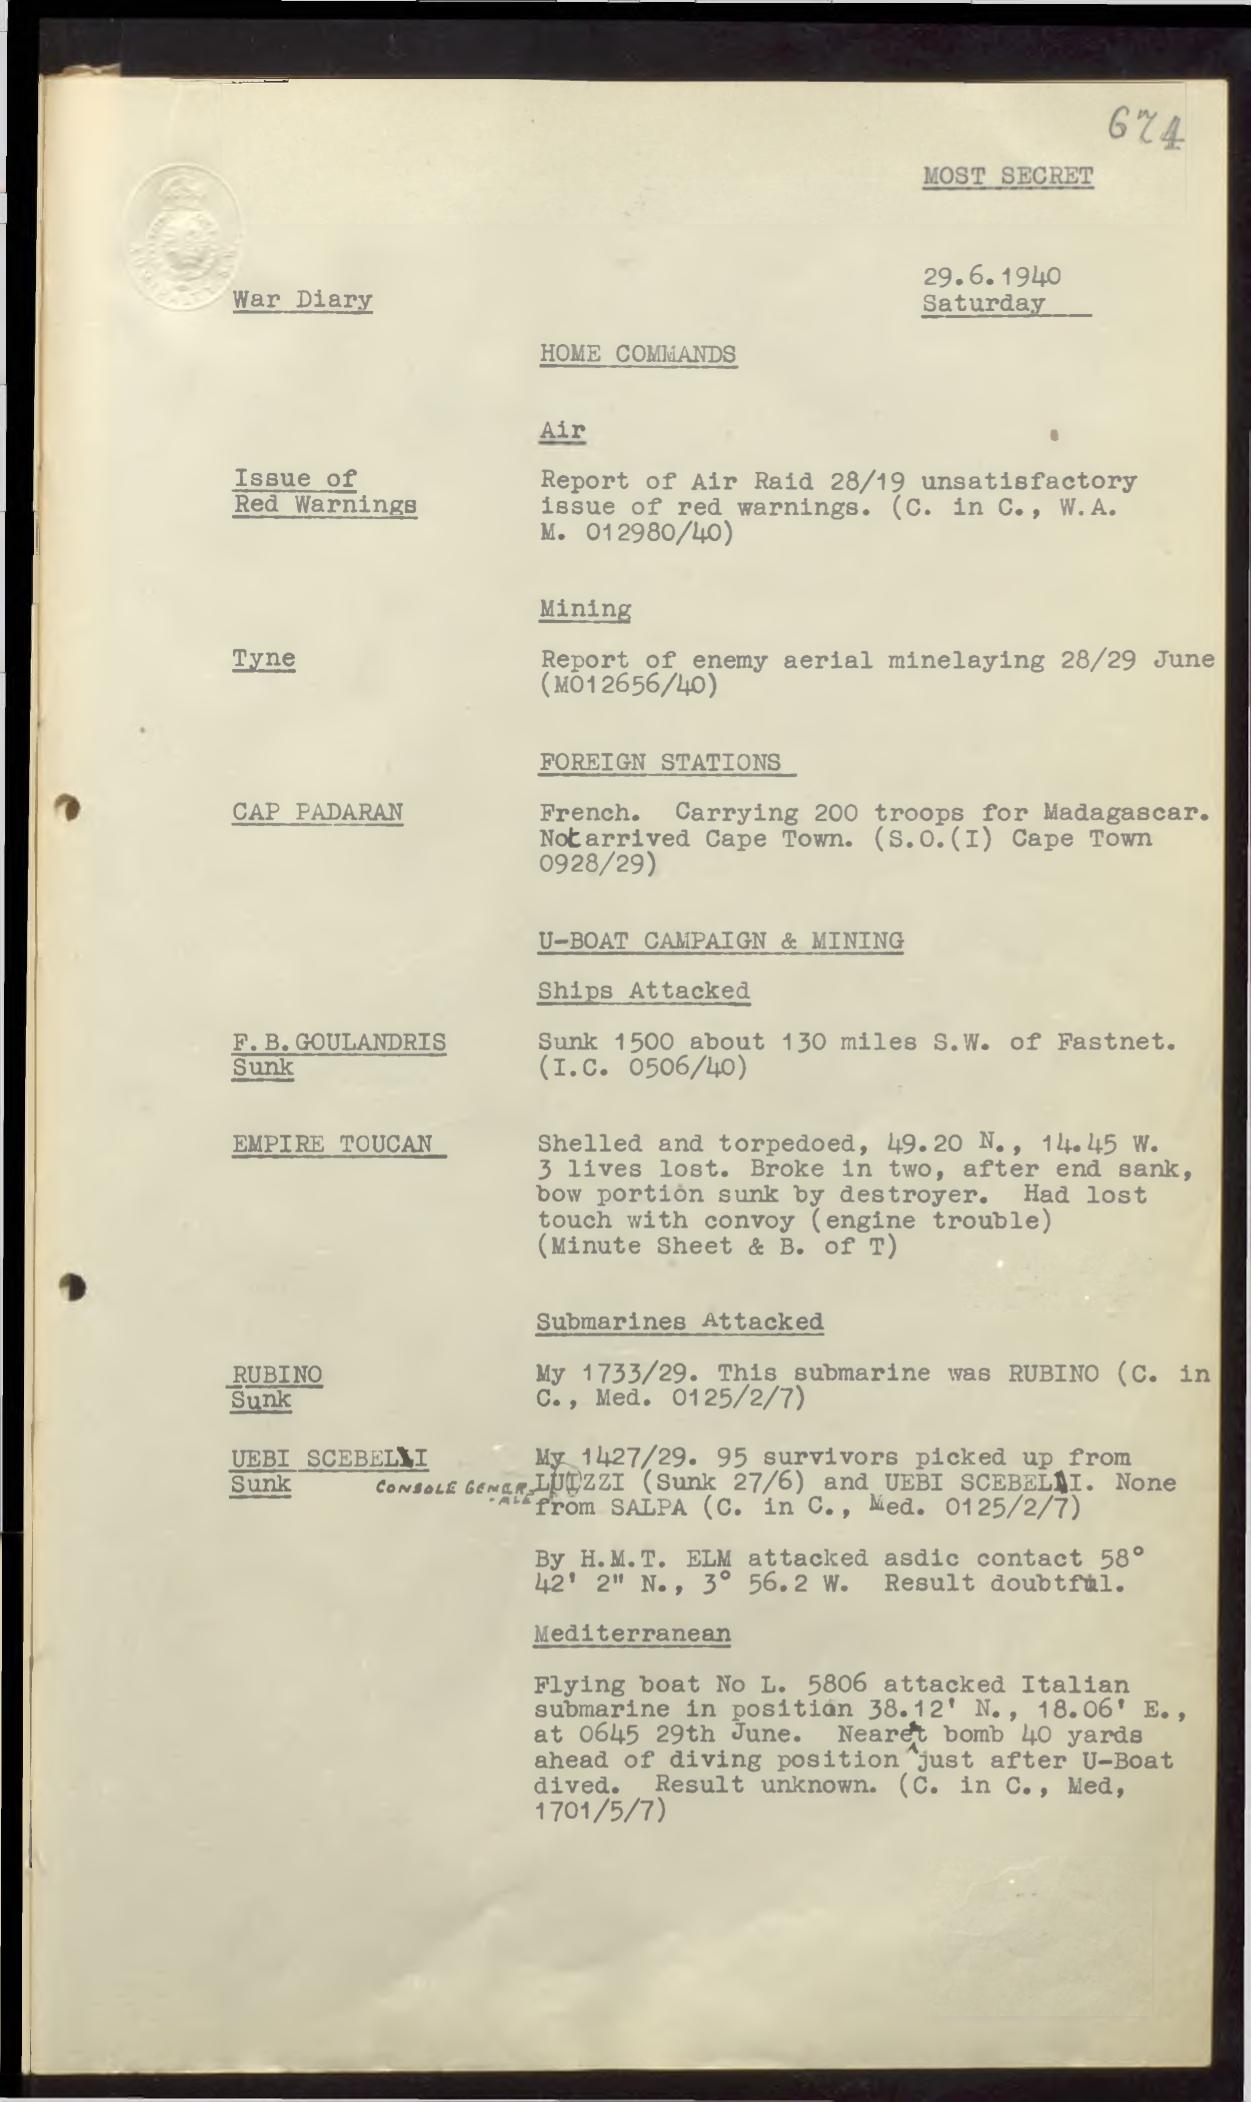 674
MOST SECRET
29.6.1940
War Diary
Saturday
HOME COMMANDS
Air
Issue of
Red Warnings
Report of Air Raid 28/19 unsatisfactory
issue of red warnings. (C. in C., W.A.
M. 012980/40)
Mining
Tyne
Report of enemy aerial minelaying 28/29 June
(M012656/40)
FOREIGN STATIONS
CAP PADARAN
French. Carrying 200 troops for Madagascar.
Not arrived Cape Town. (S.O.(I) Cape Town
0928/29)
U-BOAT CAMPAIGN & MINING
Ships Attacked
F.B.GOULANDRIS
Sunk
Sunk 1500 about 130 miles S.W. of Fastnet.
(I.C. 0506/40)
EMPIRE TOUCAN
Shelled and torpedoed, 49.20 N., 14.45 W.
3 lives lost. Broke in two, after end sank,
bow portion sunk by destroyer. Had lost
touch with convoy (engine trouble)
(Minute Sheet & B. of T)
Submarines Attacked
RUBINO
Sunk
My 1733/29. This submarine was RUBINO (C. in
C., Med. 0125/2/7)
UEBI SCEBELI
Sunk
My 1427/29. 95 survivors picked up from
CONSOLE GENER-ALE LUIZZI (Sunk 27/6) and UEBI SCEBELI. None
from SALPA (C. in C., Med. 0125/2/7)
By H.M.T. ELM attacked asdic contact 58°
42' 2" N., 3° 56.2 W. Result doubtful.
Mediterranean
Flying boat No L. 5806 attacked Italian
submarine in position 38.12' N., 18.06' E.,
at 0645 29th June. Nearet bomb 40 yards
ahead of diving position just after U-Boat
dived. Result unknown. (C. in C., Med,
1701/5/7)